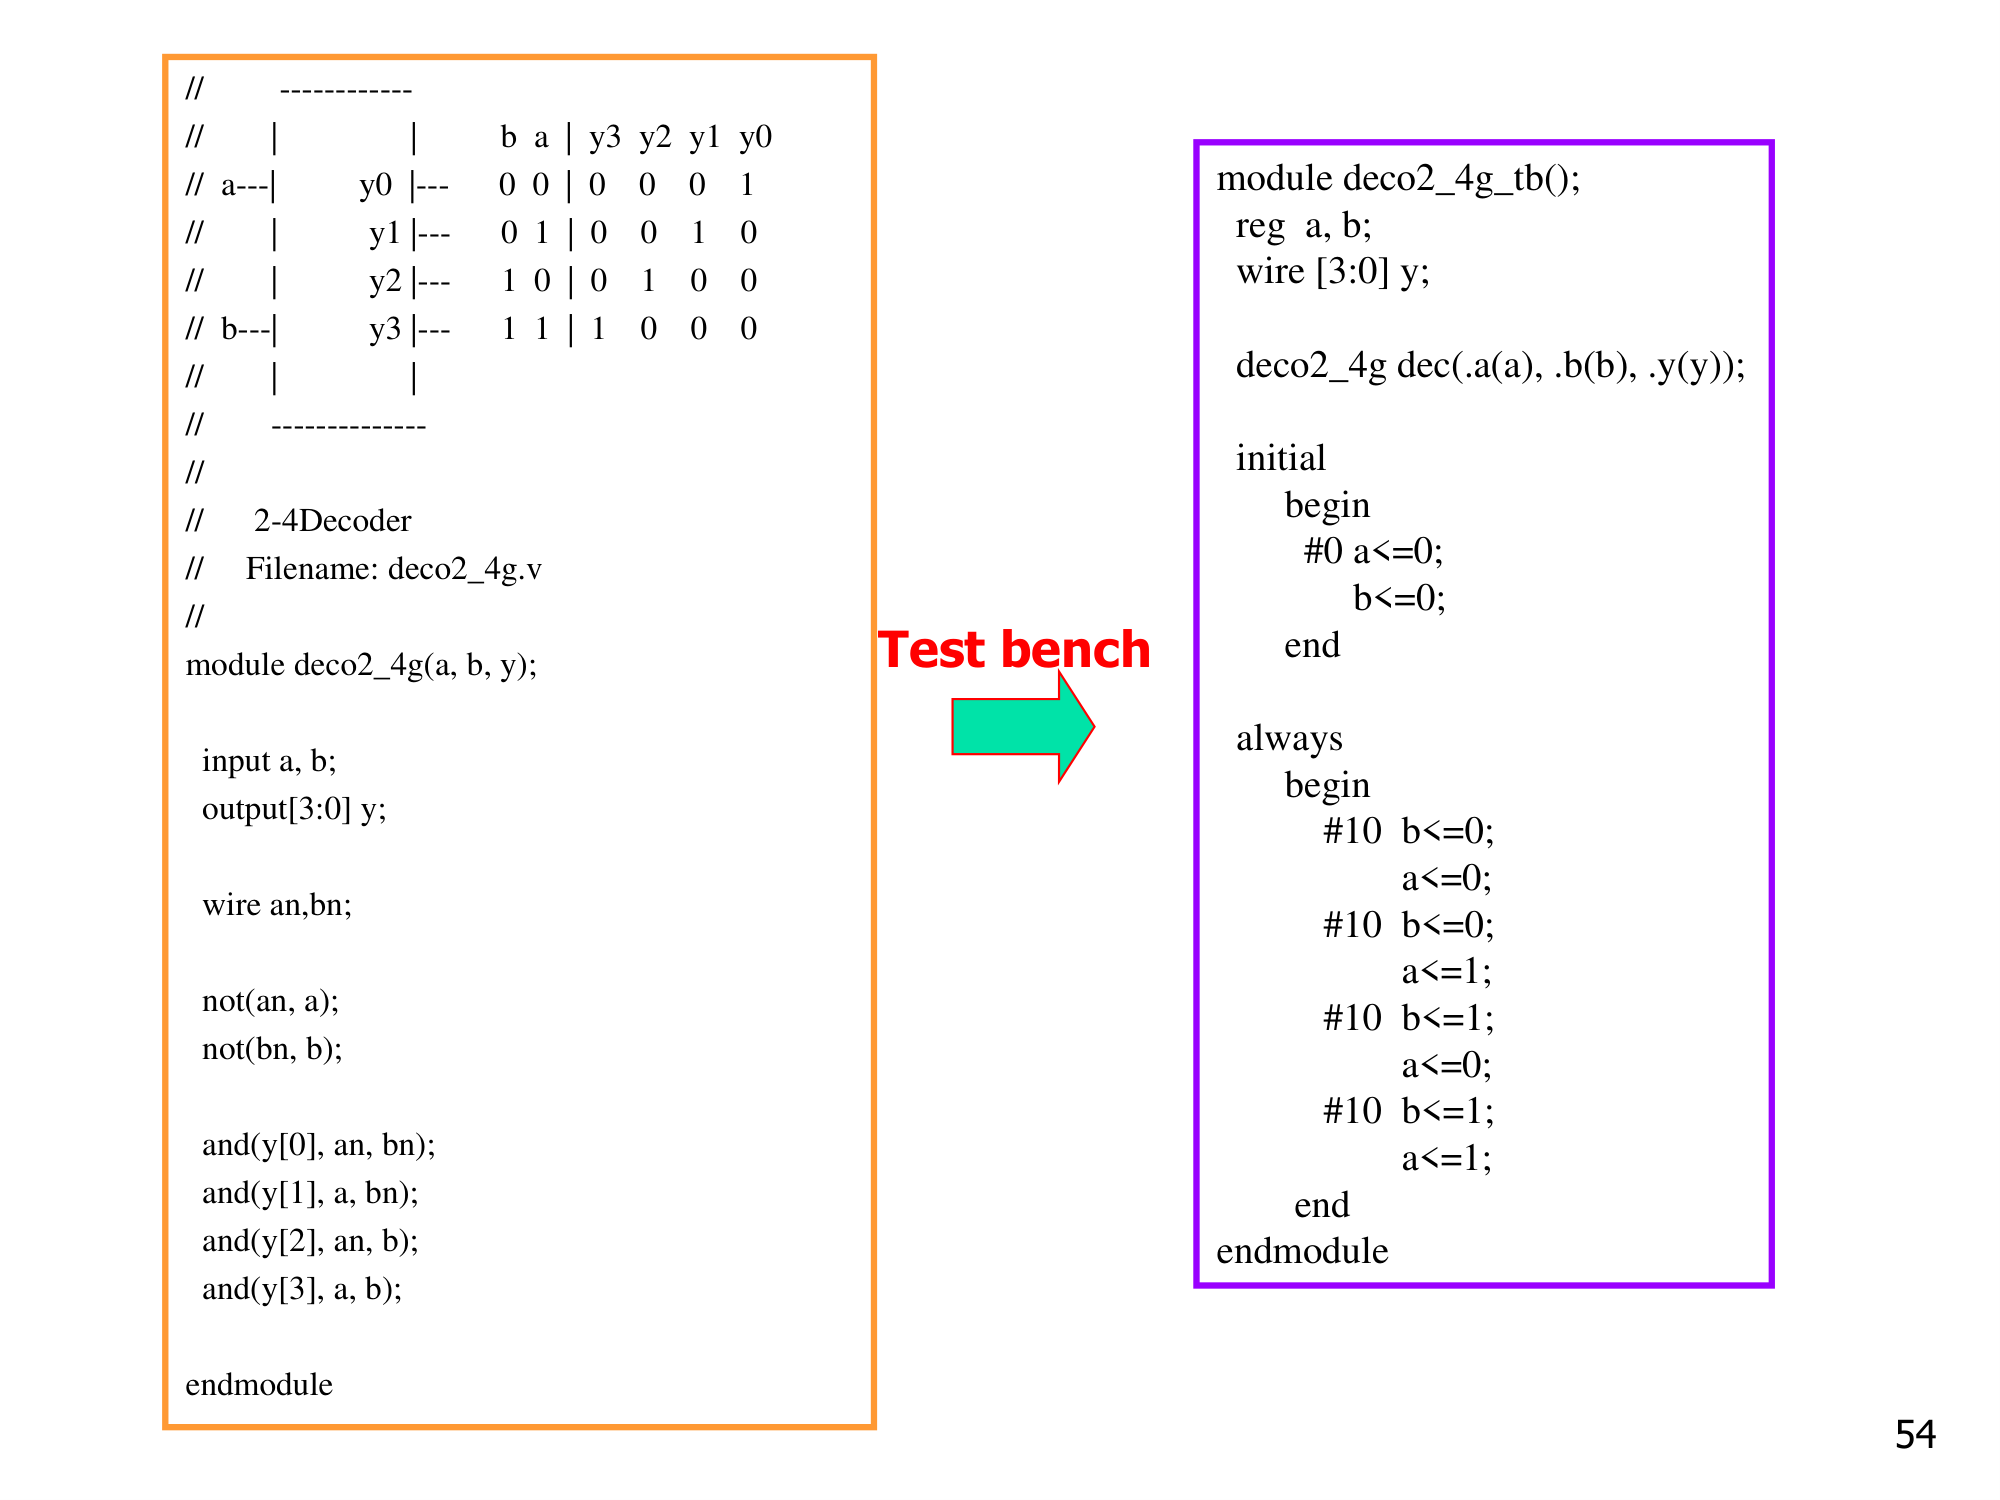 //         ------------
//        |                |          b  a  |  y3  y2  y1  y0
//  a---|          y0  |---      0  0  |  0    0    0    1
//        |           y1 |---      0  1  |  0    0    1    0
//        |           y2 |---      1  0  |  0    1    0    0
//  b---|           y3 |---      1  1  |  1    0    0    0
//        |                |
//        --------------
//
//      2-4Decoder
//     Filename: deco2_4g.v
//
module deco2_4g(a, b, y);
input a, b;
output[3:0] y;
wire an,bn;
not(an, a);
not(bn, b);
and(y[0], an, bn);
and(y[1], a, bn);
and(y[2], an, b);
and(y[3], a, b);
endmodule
Test bench
module deco2_4g_tb();
reg  a, b;
wire [3:0] y;
deco2_4g dec(.a(a), .b(b), .y(y));
initial
begin
#0 a<=0;
b<=0;
end
always
begin
#10  b<=0;
a<=0;
#10  b<=0;
a<=1;
#10  b<=1;
a<=0;
#10  b<=1;
a<=1;
end
endmodule
54